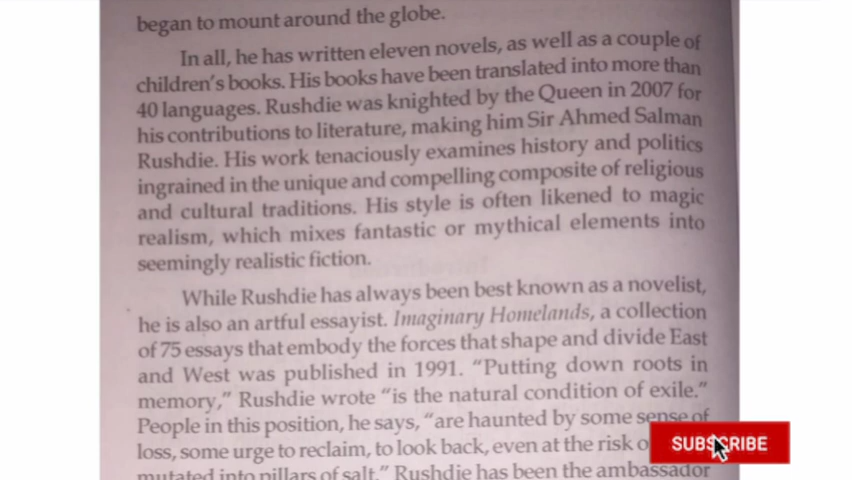 began to mount around the globe.
In all, he has written eleven novels, as well as a couple of
children's books. His books have been translated into more than
40 languages. Rushdie was knighted by the Queen in 2007 for
his contributions to literature, making him Sir Ahmed Salman
Rushdie. His work tenaciously examines history and politics
ingrained in the unique and compelling composite of religious
and cultural traditions. His style is often likened to magic
realism, which mixes fantastic or mythical elements into
seemingly realistic fiction.
While Rushdie has always been best known as a novelist,
he is also an artful essayist. Imaginary Homelands, a collection
of 75 essays that embody the forces that shape and divide East
and West was published in 1991. “Putting down roots in
memory,” Rushdie wrote “is the natural condition of exile.”
People in this position, he says, “are haunted by some sense of
loss, some urge to reclaim, to look back, even at the risk
mutated into pillars of salt.” Rushdie has been the ambassador
SUBSCRIBE